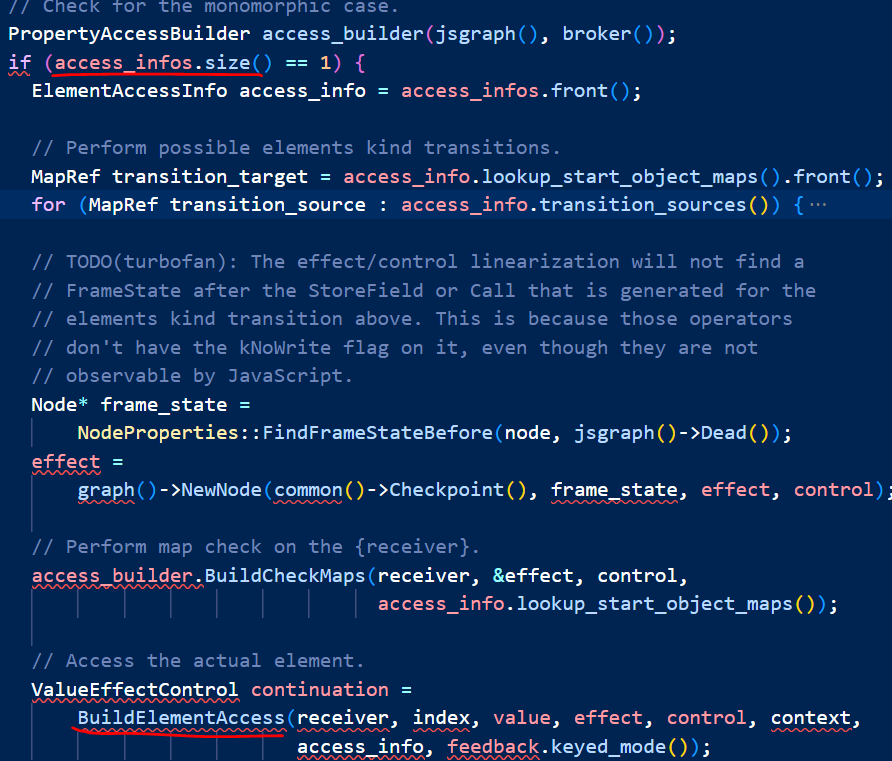 // Check for the monomorphic case.
PropertyAccessBuilder access_builder(jsgraph(), broker());
if (access_infos.size() == 1) {
  ElementAccessInfo access_info = access_infos.front();

  // Perform possible elements kind transitions.
  MapRef transition_target = access_info.lookup_start_object_maps().front();
  for (MapRef transition_source : access_info.transition_sources()) { ···

  // TODO(turbofan): The effect/control linearization will not find a
  // FrameState after the StoreField or Call that is generated for the
  // elements kind transition above. This is because those operators
  // don't have the kNoWrite flag on it, even though they are not
  // observable by JavaScript.
  Node* frame_state =
      NodeProperties::FindFrameStateBefore(node, jsgraph()->Dead());
  effect =
      graph()->NewNode(common()->Checkpoint(), frame_state, effect, control);

  // Perform map check on the {receiver}.
  access_builder.BuildCheckMaps(receiver, &effect, control,
                                access_info.lookup_start_object_maps());

  // Access the actual element.
  ValueEffectControl continuation =
      BuildElementAccess(receiver, index, value, effect, control, context,
                         access_info, feedback.keyed_mode());